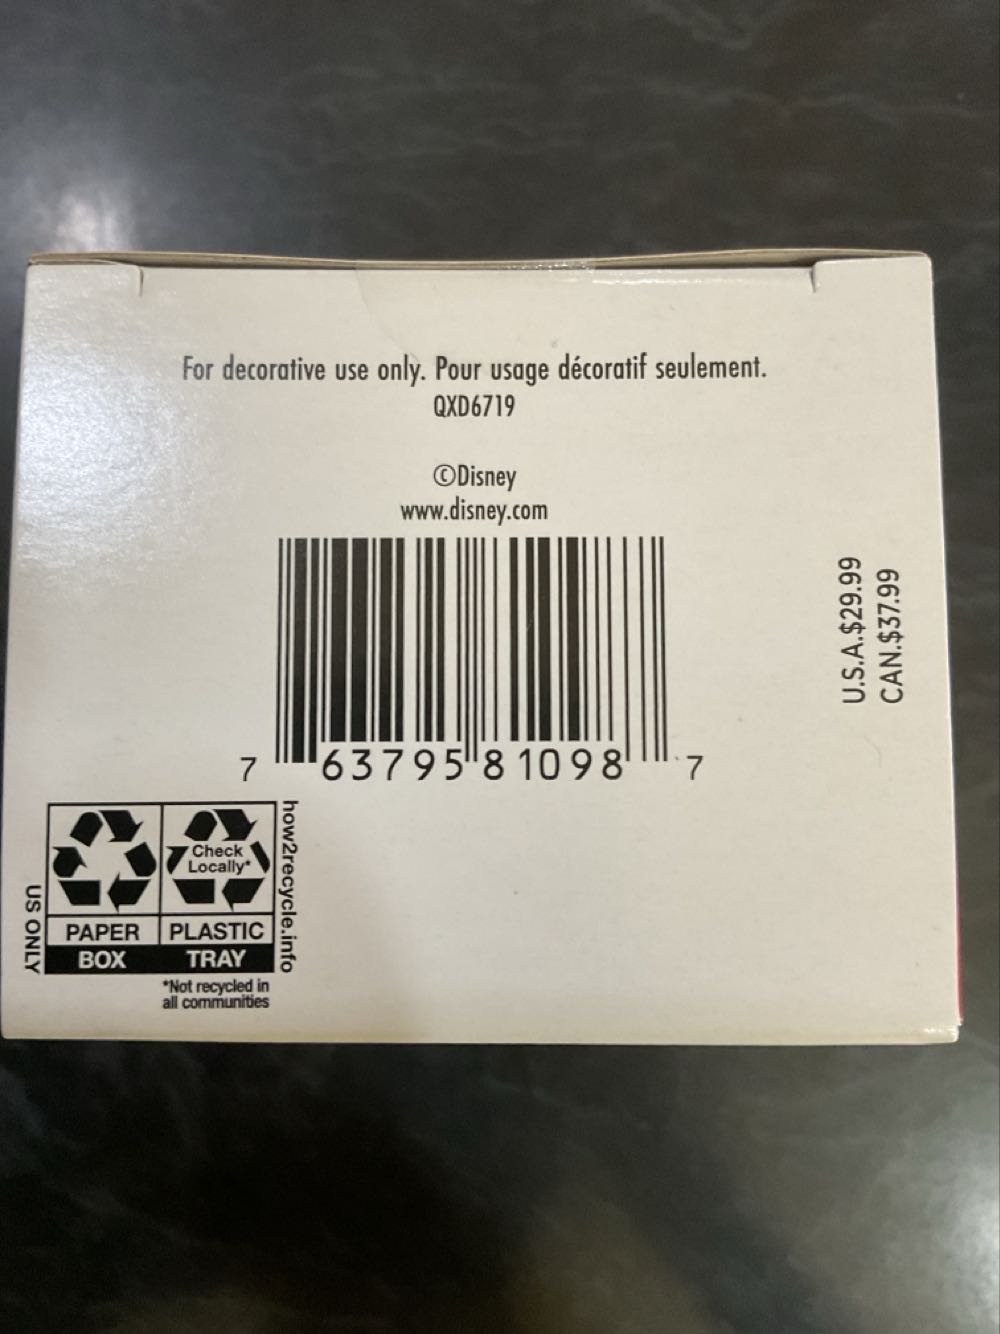 For decorative use only. Pour usage décoratif seulement.
QXD6719
©Disney
www.disney.com
7 63795 81098 7
U.S.A.$29.99
CAN.$37.99
US ONLY
Check
Locally*
PAPER PLASTIC
BOX TRAY
*Not recycled in
all communities
how2recycle.info